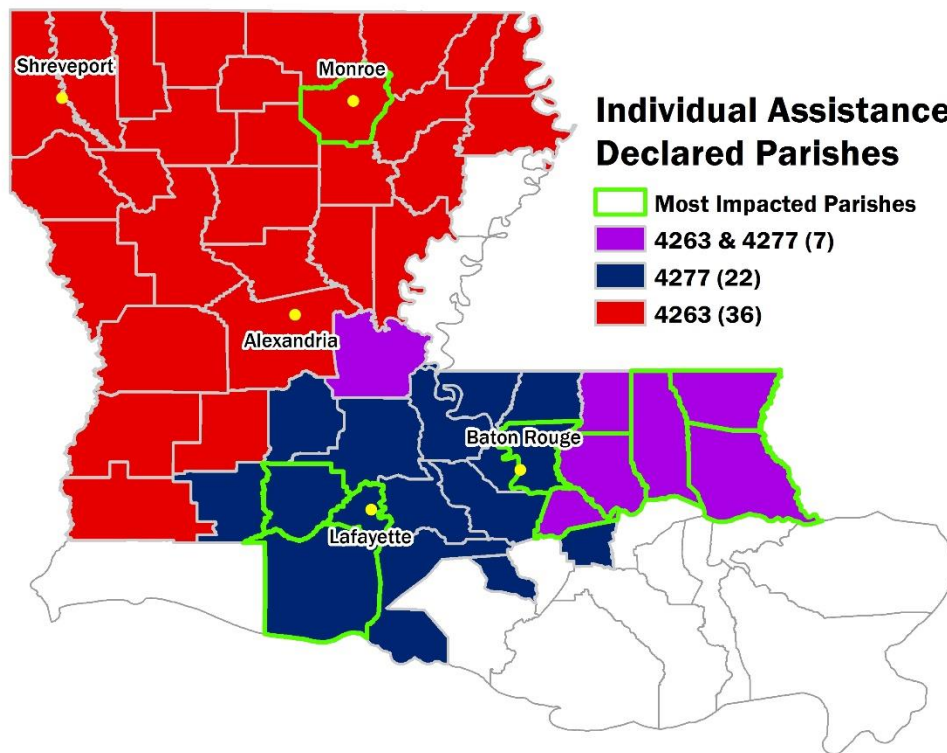 Shreveport
Monroe
Individual Assistance
Declared Parishes
Most Impacted Parishes
4263 & 4277 (7)
4277 (22)
4263 (36)
Alexandria
Baton Rouge
Lafayette